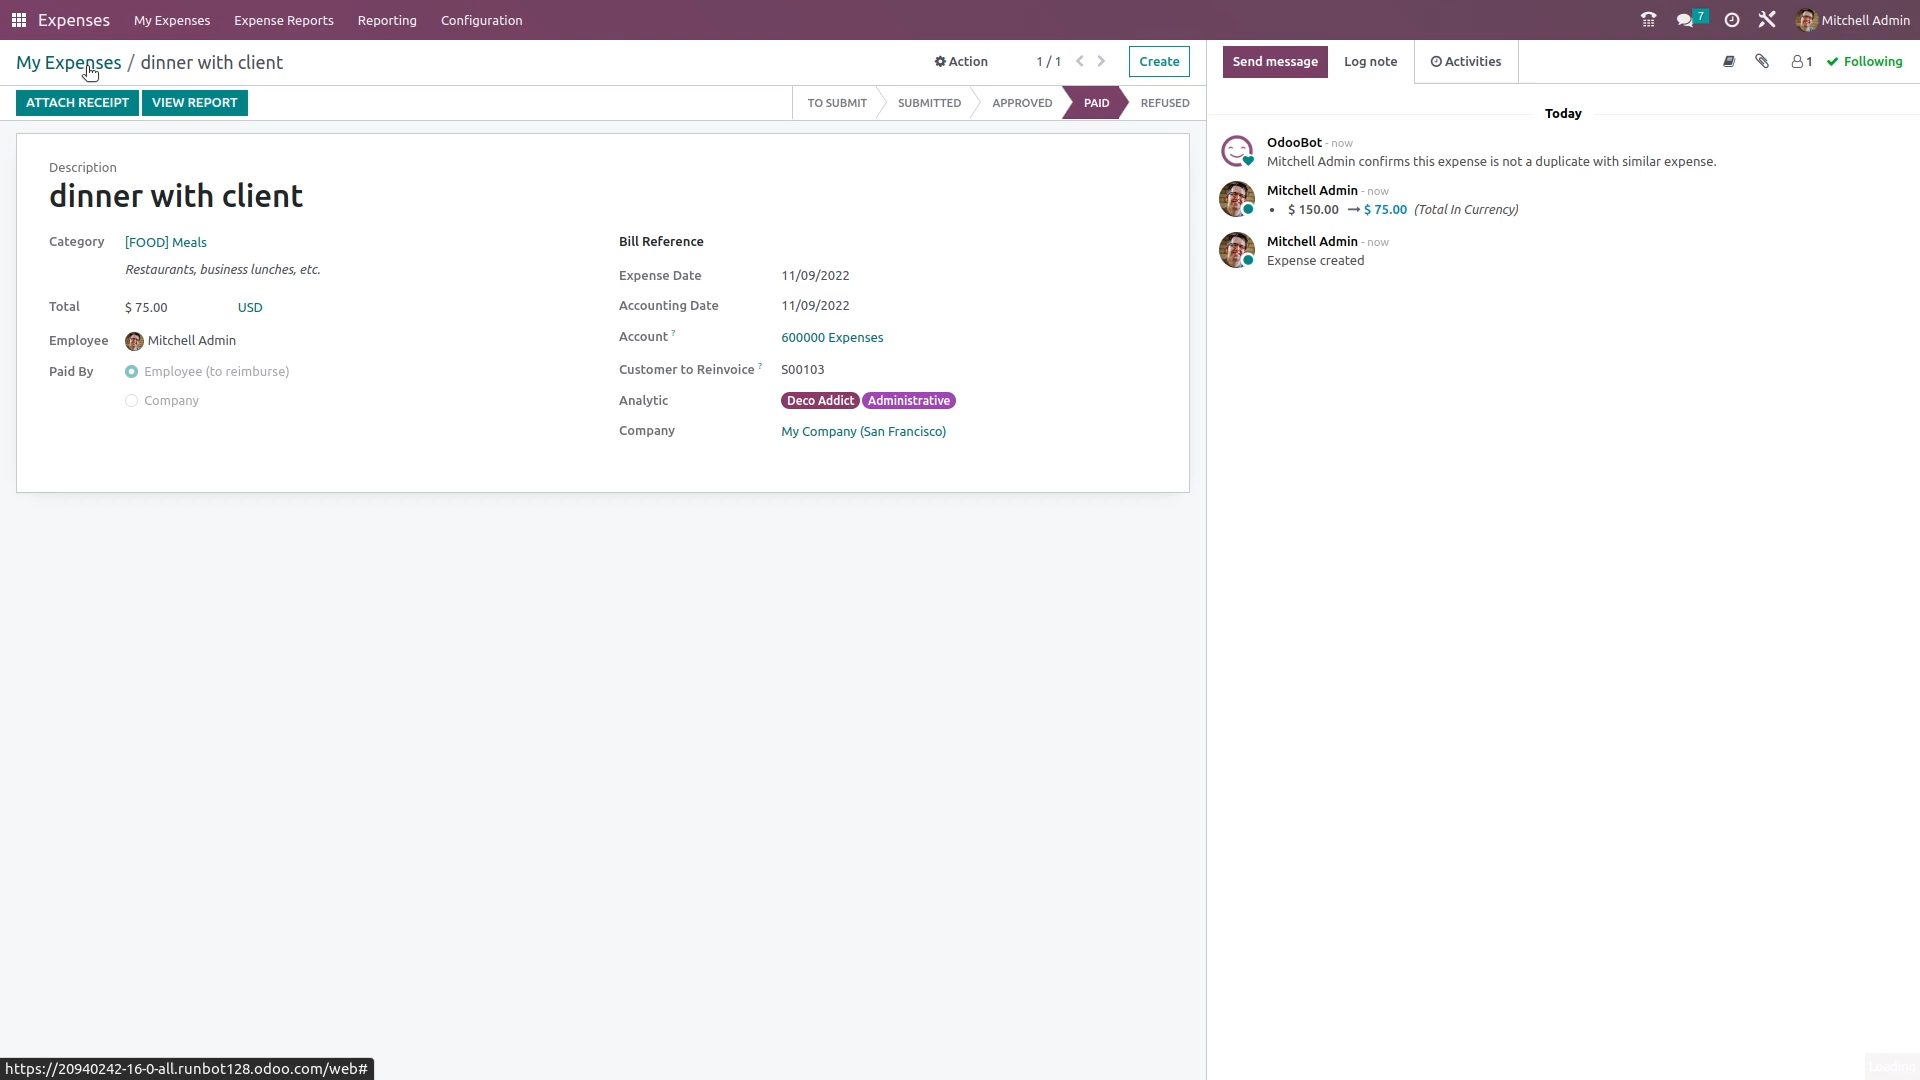 Expenses My Expenses Expense Reports Reporting Configuration 7 Mitchell Admin
My Expenses / dinner with client Action 1 / 1 Create
ATTACH RECEIPT VIEW REPORT TO SUBMIT SUBMITTED APPROVED PAID REFUSED
Description
dinner with client
Category [FOOD] Meals
Restaurants, business lunches, etc.
Total $ 75.00 USD
Employee Mitchell Admin
Paid By Employee (to reimburse)
Company
Bill Reference
Expense Date 11/09/2022
Accounting Date 11/09/2022
Account ? 600000 Expenses
Customer to Reinvoice ? S00103
Analytic Deco Addict Administrative
Company My Company (San Francisco)
Send message Log note Activities 1 Following
Today
OdooBot - now
Mitchell Admin confirms this expense is not a duplicate with similar expense.
Mitchell Admin - now
• $ 150.00 → $ 75.00 (Total In Currency)
Mitchell Admin - now
Expense created
https://20940242-16-0-all.runbot128.odoo.com/web#